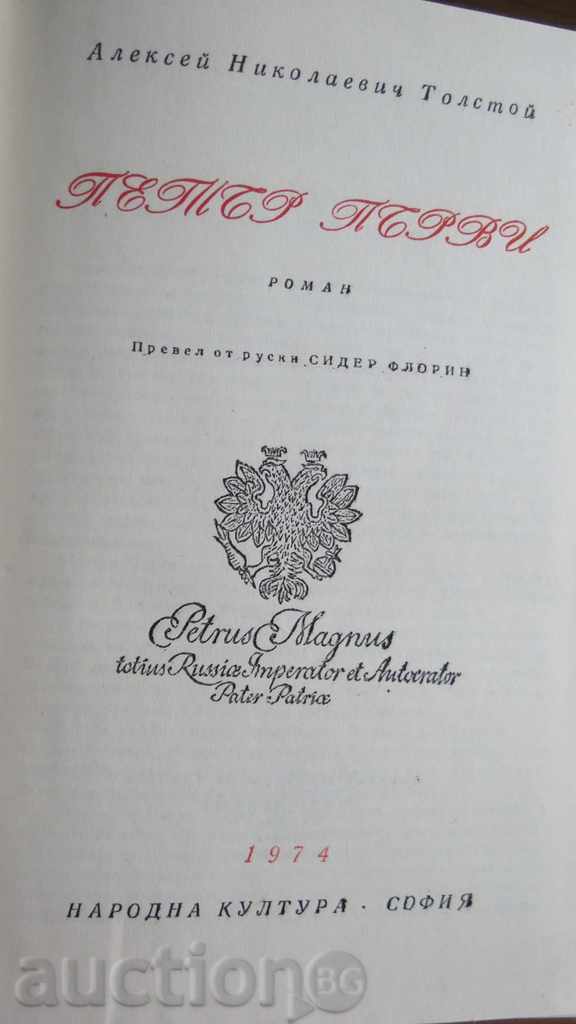 Алексей Николаевич Толстой
ПЕТЪР ПЪРВИ
РОМАН
Превел от руски СИДЕР ФЛОРИН
Petrus Magnus
totius Russiæ Imperator et Autocrator
Pater Patriæ
1974
НАРОДНА КУЛТУРА · СОФИЯ
auction BG